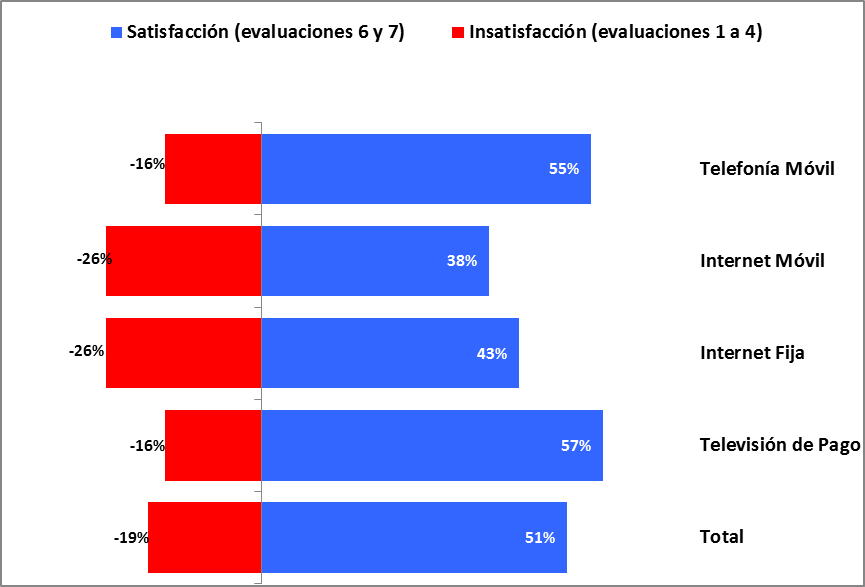 Satisfacción (evaluaciones 6 y 7) Insatisfacción (evaluaciones 1 a 4)
-16% 55% Telefonía Móvil
-26% 38% Internet Móvil
-26% 43% Internet Fija
-16% 57% Televisión de Pago
-19% 51% Total